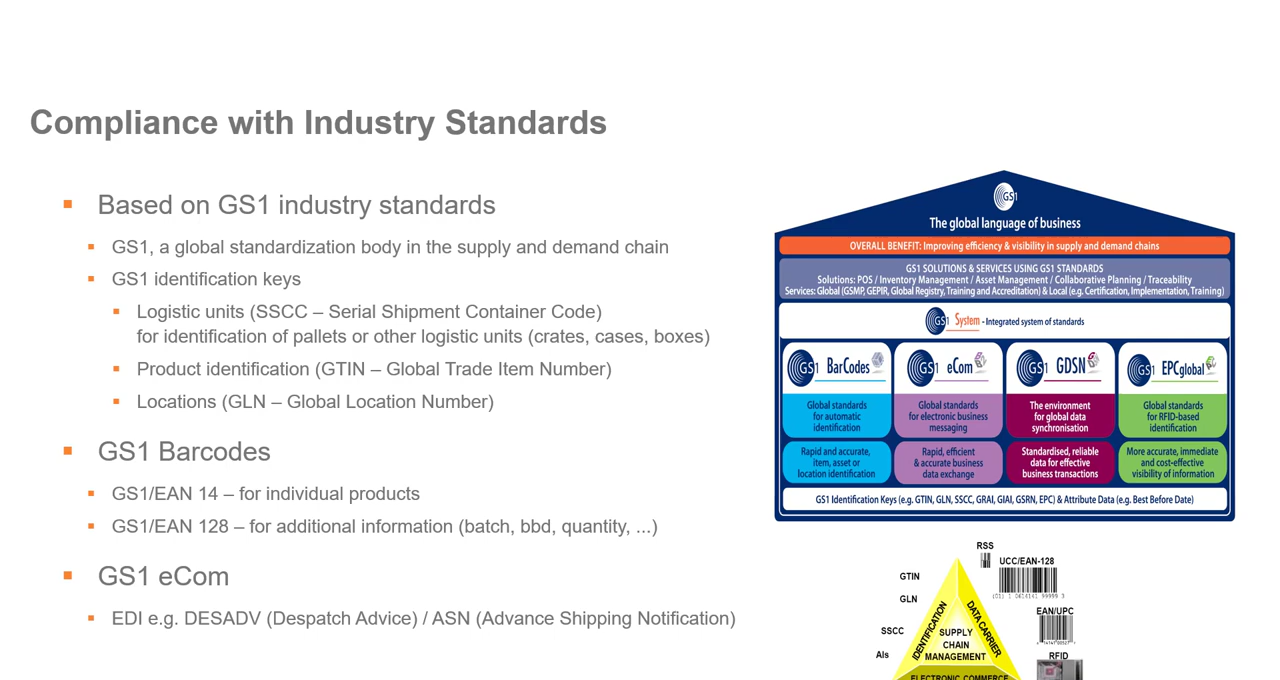 Compliance with Industry Standards
Based on GS1 industry standards
GS1, a global standardization body in the supply and demand chain
GS1 identification keys
Logistic units (SSCC – Serial Shipment Container Code)
for identification of pallets or other logistic units (crates, cases, boxes)
Product identification (GTIN – Global Trade Item Number)
Locations (GLN – Global Location Number)
GS1 Barcodes
GS1/EAN 14 – for individual products
GS1/EAN 128 – for additional information (batch, bbd, quantity, ...)
GS1 eCom
EDI e.g. DESADV (Despatch Advice) / ASN (Advance Shipping Notification)
GS1
The global language of business
OVERALL BENEFIT: Improving efficiency & visibility in supply and demand chains
GS1 SOLUTIONS & SERVICES USING GS1 STANDARDS
Solutions: POS / Inventory Management / Asset Management / Collaborative Planning / Traceability
Services: Global (GSMP, GEPIR, Global Registry, Training and Accreditation) & Local (e.g. Certification, Implementation, Training)
GS1 System - Integrated system of standards
GS1 BarCodes
Global standards
for automatic
identification
Rapid and accurate,
item, asset or
location identification
GS1 eCom
Global standards
for electronic business
messaging
Rapid, efficient
& accurate business
data exchange
GS1 GDSN
The environment
for global data
synchronisation
Standardised, reliable
data for effective
business transactions
GS1 EPCglobal
Global standards
for RFID-based
identification
More accurate, immediate
and cost-effective
visibility of information
GS1 Identification Keys (e.g. GTIN, GLN, SSCC, GRAI, GIAI, GSRN, EPC) & Attribute Data (e.g. Best Before Date)
RSS
UCC/EAN-128
GTIN
GLN
EAN/UPC
SSCC
AIs
RFID
IDENTIFICATION
DATA CARRIER
SUPPLY
CHAIN
MANAGEMENT
ELECTRONIC COMMERCE